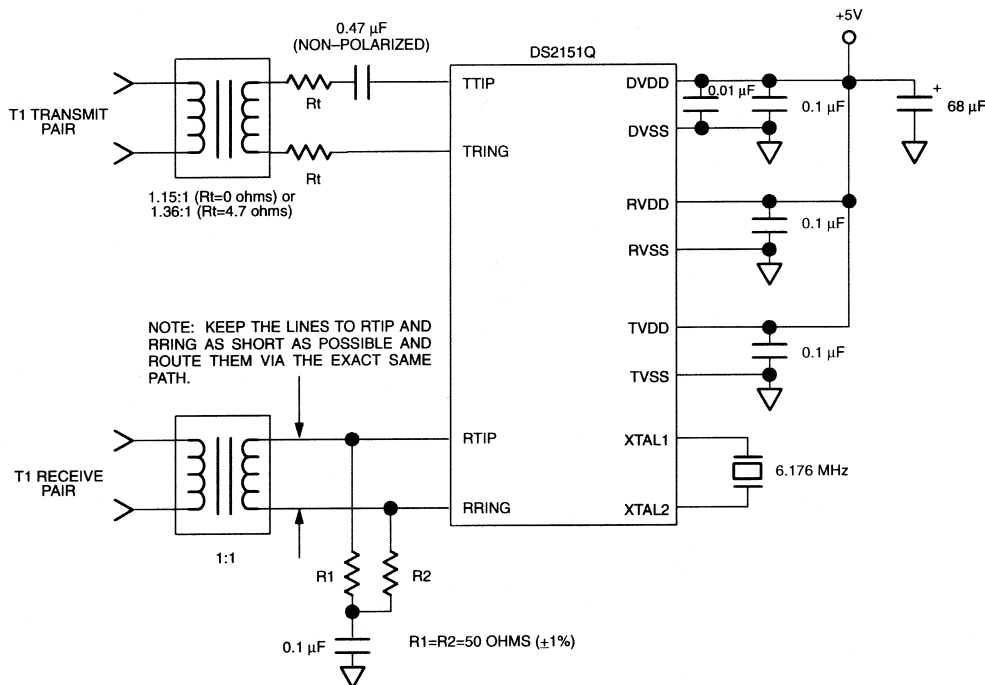 0.47 µF
(NON–POLARIZED)
DS2151Q
+5V
T1 TRANSMIT
PAIR
Rt
Rt
1.15:1 (Rt=0 ohms) or
1.36:1 (Rt=4.7 ohms)
TTIP
TRING
DVDD
DVSS
0.01 µF
0.1 µF
+
68 µF
RVDD
RVSS
0.1 µF
TVDD
TVSS
0.1 µF
NOTE: KEEP THE LINES TO RTIP AND
RRING AS SHORT AS POSSIBLE AND
ROUTE THEM VIA THE EXACT SAME
PATH.
T1 RECEIVE
PAIR
1:1
RTIP
RRING
XTAL1
XTAL2
6.176 MHz
R1
R2
0.1 µF
R1=R2=50 OHMS (±1%)